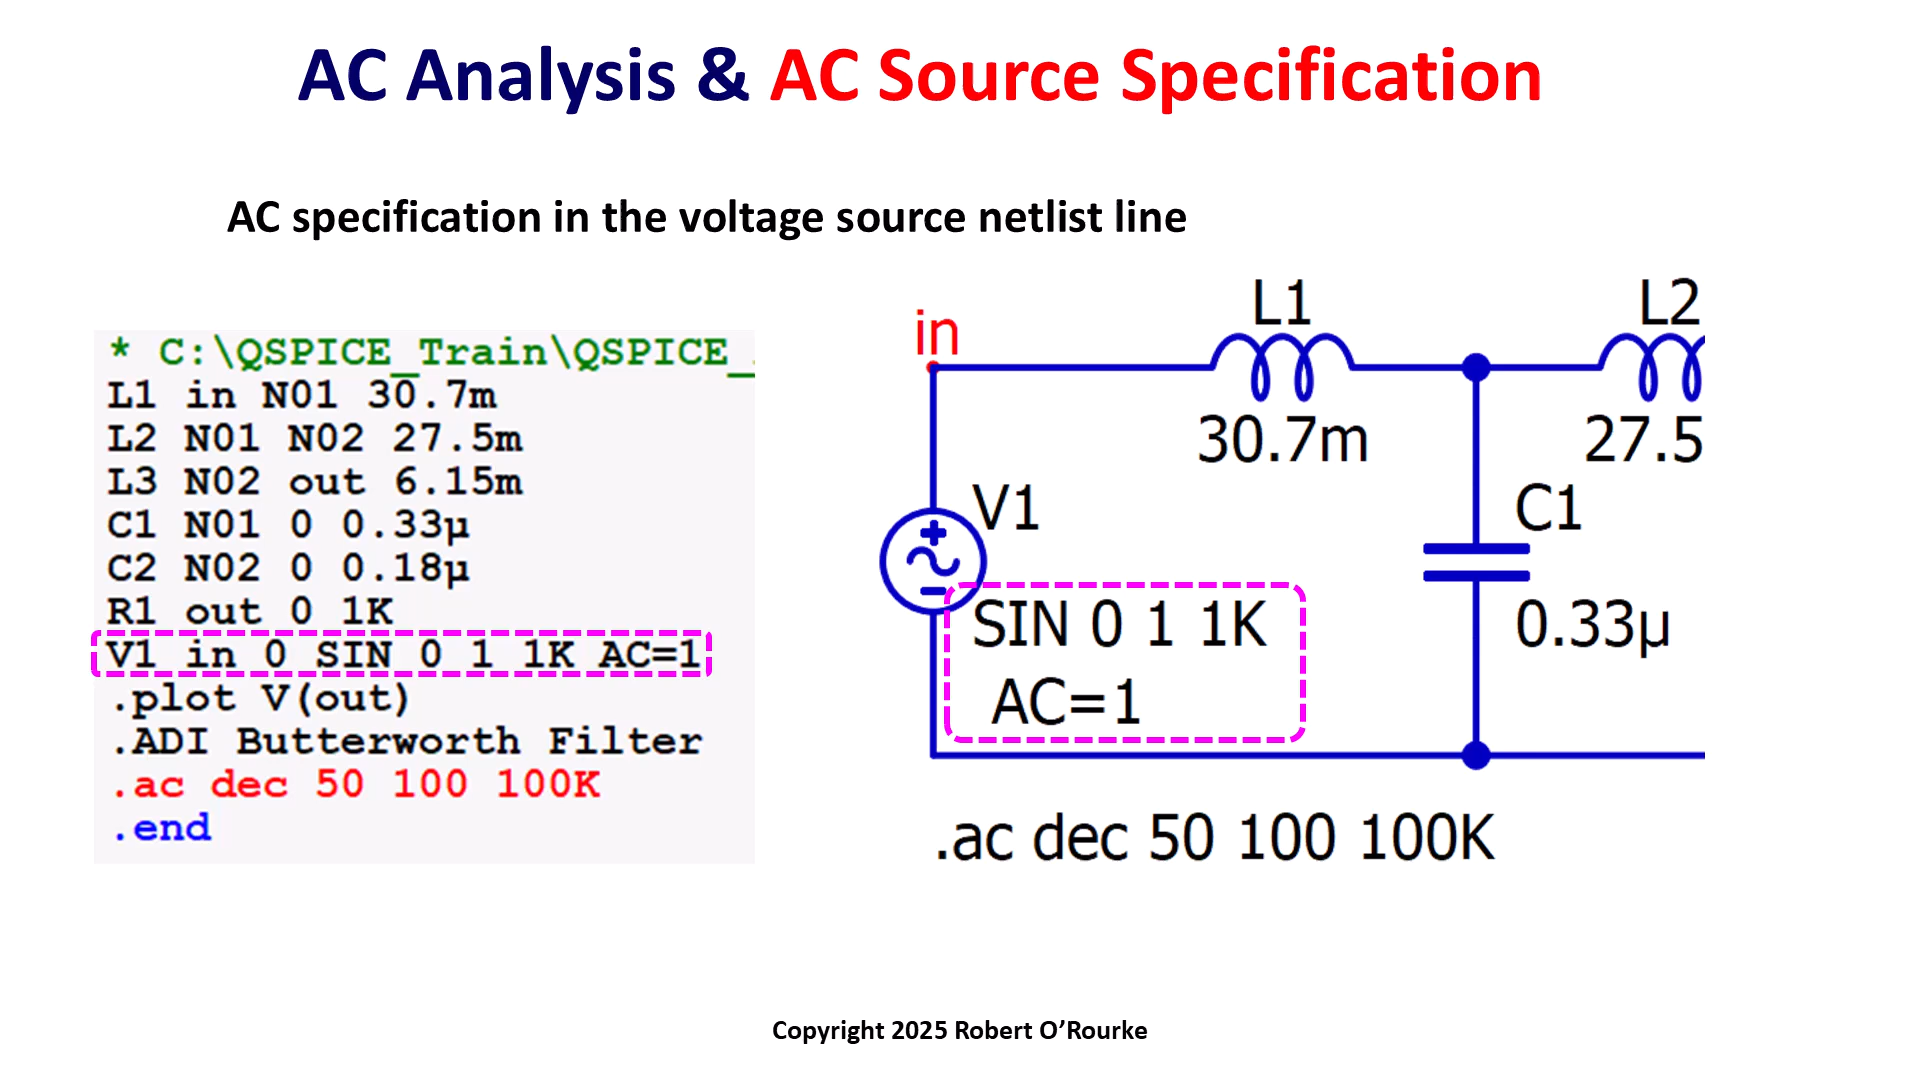 AC Analysis & AC Source Specification
AC specification in the voltage source netlist line
* C:\QSPICE_Train\QSPICE_
L1 in N01 30.7m
L2 N01 N02 27.5m
L3 N02 out 6.15m
C1 N01 0 0.33µ
C2 N02 0 0.18µ
R1 out 0 1K
V1 in 0 SIN 0 1 1K AC=1
.plot V(out)
.ADI Butterworth Filter
.ac dec 50 100 100K
.end
in
L1
L2
30.7m
27.5
V1
C1
SIN 0 1 1K
AC=1
0.33µ
.ac dec 50 100 100K
Copyright 2025 Robert O’Rourke